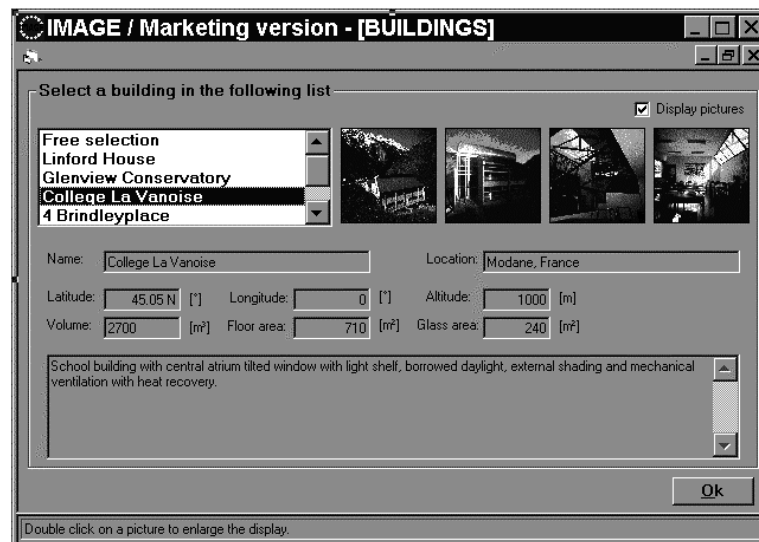 IMAGE / Marketing version - [BUILDINGS]
Select a building in the following list
Display pictures
Free selection
Linford House
Glenview Conservatory
College La Vanoise
4 Brindleyplace
Name: College La Vanoise Location: Modane, France
Latitude: 45.05 N [°] Longitude: 0 [°] Altitude: 1000 [m]
Volume: 2700 [m³] Floor area: 710 [m²] Glass area: 240 [m²]
School building with central atrium tilted window with light shelf, borrowed daylight, external shading and mechanical
ventilation with heat recovery.
Ok
Double click on a picture to enlarge the display.